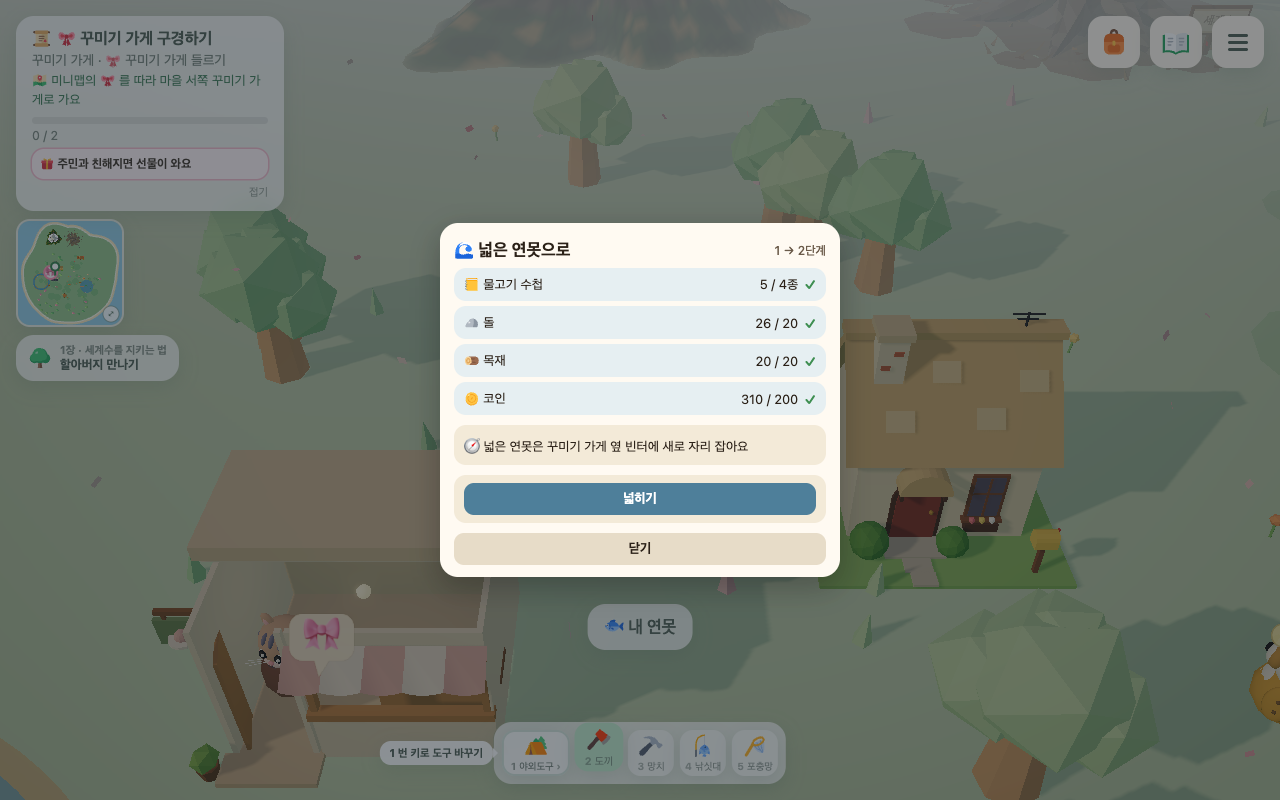 꾸미기 가게 구경하기
꾸미기 가게 · 꾸미기 가게 들르기
미니맵의 를 따라 마을 서쪽 꾸미기 가
게로 가요
0 / 2
주민과 친해지면 선물이 와요
접기
1장 · 세계수를 지키는 법
할아버지 만나기
넓은 연못으로
1 → 2단계
물고기 수첩
5 / 4종
돌
26 / 20
목재
20 / 20
코인
310 / 200
넓은 연못은 꾸미기 가게 옆 빈터에 새로 자리 잡아요
넓히기
닫기
내 연못
1 번 키로 도구 바꾸기
1 야외도구 ›
2 도끼
3 망치
4 낚싯대
5 포충망